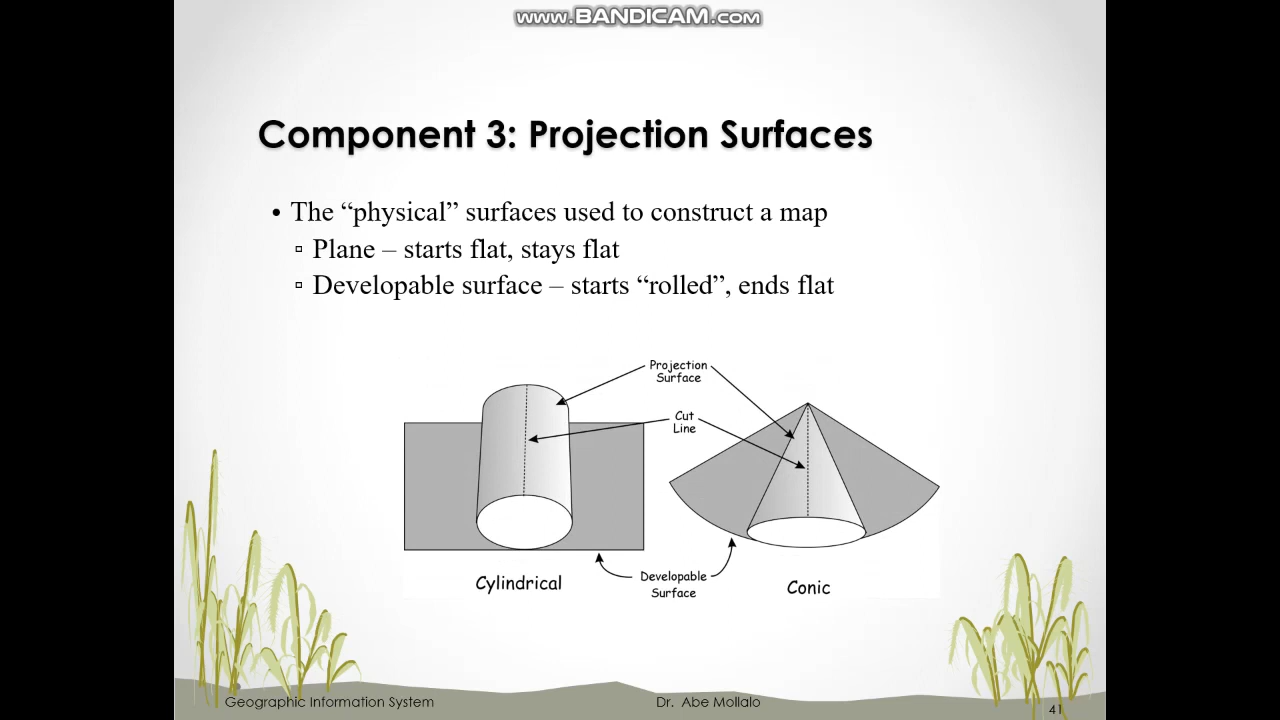 www.BANDICAM.com
Component 3: Projection Surfaces
• The “physical” surfaces used to construct a map
▫ Plane – starts flat, stays flat
▫ Developable surface – starts “rolled”, ends flat
Projection
Surface
Cut
Line
Cylindrical
Developable
Surface
Conic
Geographic Information System
Dr. Abe Mollalo
41